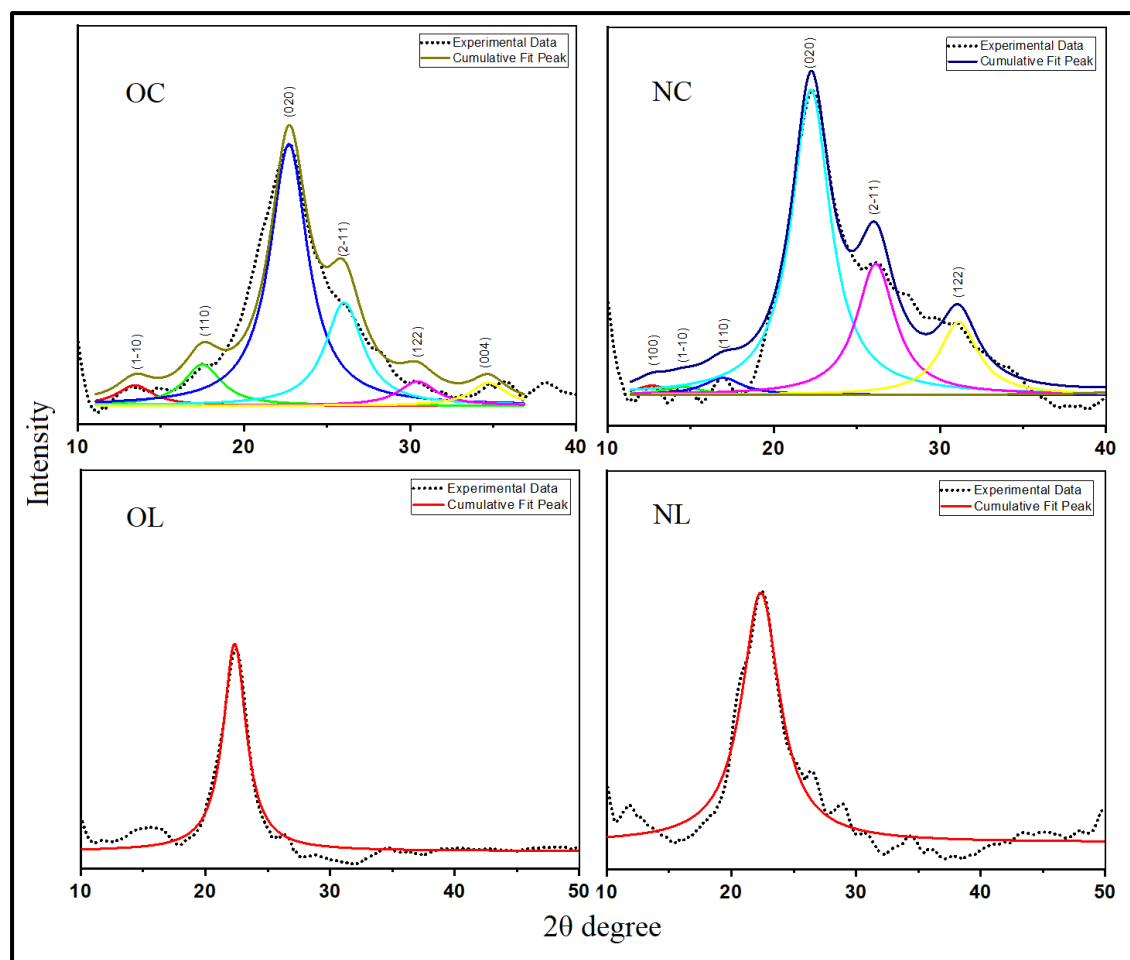 Intensity
OC
Experimental Data
Cumulative Fit Peak
(1-10)
(110)
(020)
(2-11)
(122)
(004)
10
20
30
40
NC
Experimental Data
Cumulative Fit Peak
(100)
(1-10)
(110)
(020)
(2-11)
(122)
10
20
30
40
OL
Experimental Data
Cumulative Fit Peak
10
20
30
40
50
NL
Experimental Data
Cumulative Fit Peak
10
20
30
40
50
2θ degree